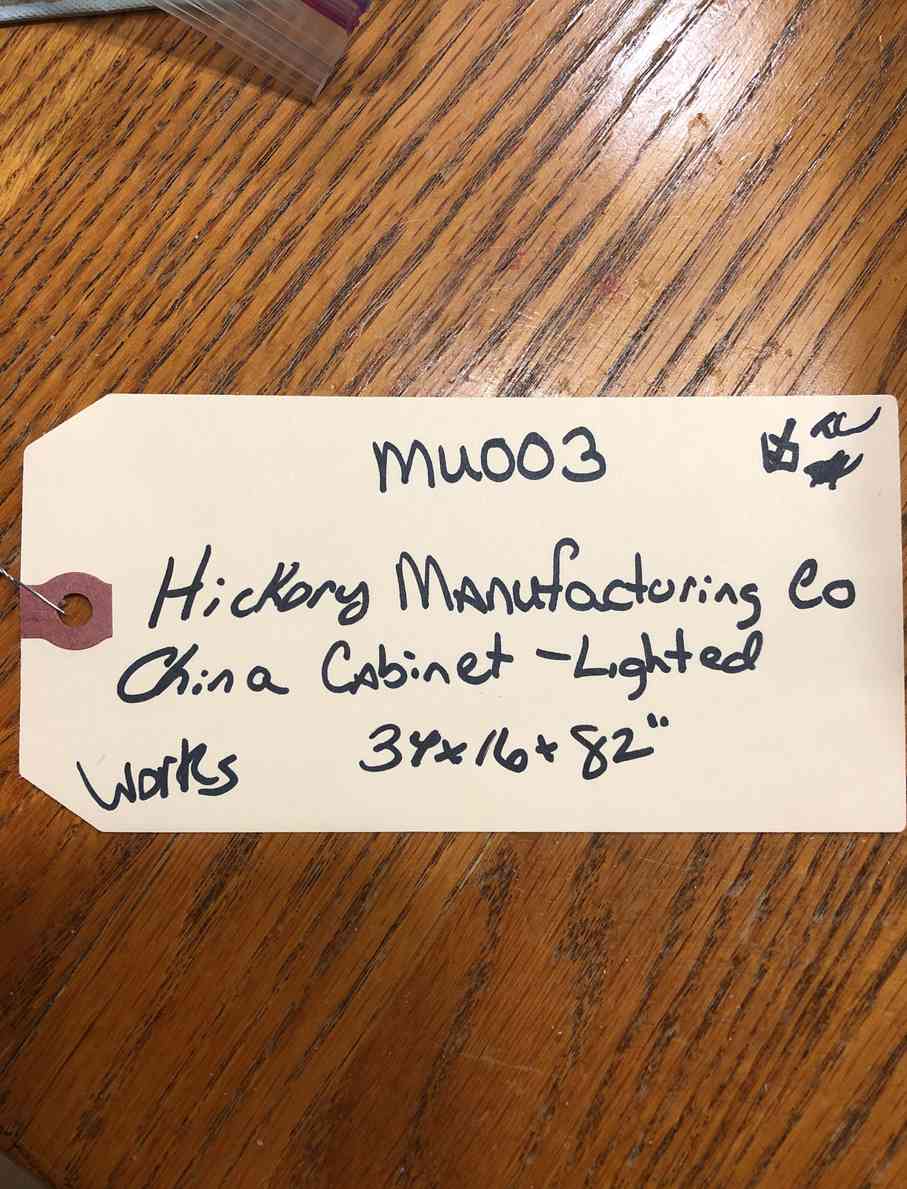 MU003
Hickory Manufacturing Co
China Cabinet - Lighted
Works 34x16x82"